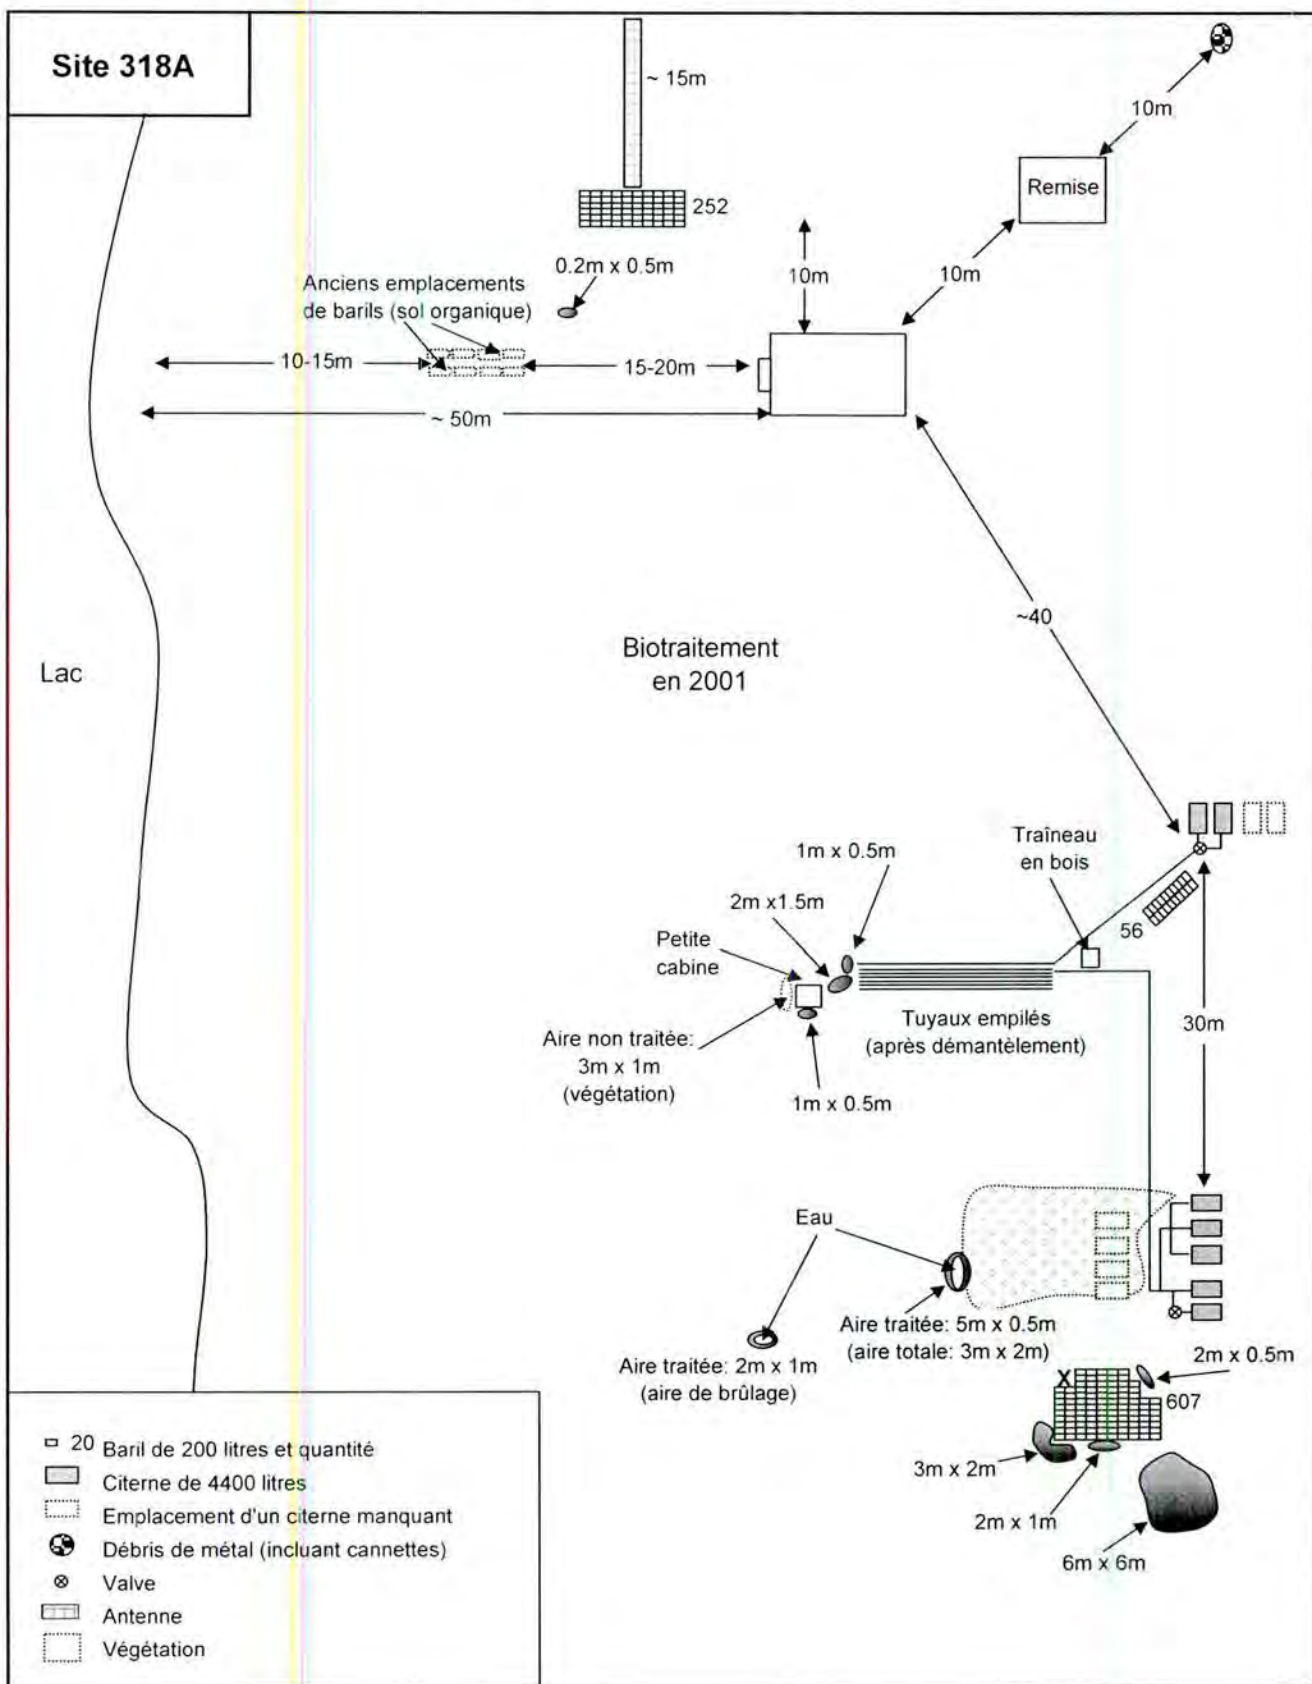 Site 318A
~ 15m
10m
Remise
252
0.2m x 0.5m
10m
10m
Anciens emplacements
de barils (sol organique)
10-15m
15-20m
~ 50m
~40
Biotraitement
en 2001
Lac
1m x 0.5m
Traîneau
en bois
2m x1.5m
56
Petite
cabine
Tuyaux empilés
(après démantèlement)
30m
Aire non traitée:
3m x 1m
(végétation)
1m x 0.5m
Eau
Aire traitée: 5m x 0.5m
(aire totale: 3m x 2m)
Aire traitée: 2m x 1m
(aire de brûlage)
2m x 0.5m
X
607
3m x 2m
2m x 1m
6m x 6m
20 Baril de 200 litres et quantité
Citerne de 4400 litres
Emplacement d'un citerne manquant
Débris de métal (incluant cannettes)
Valve
Antenne
Végétation